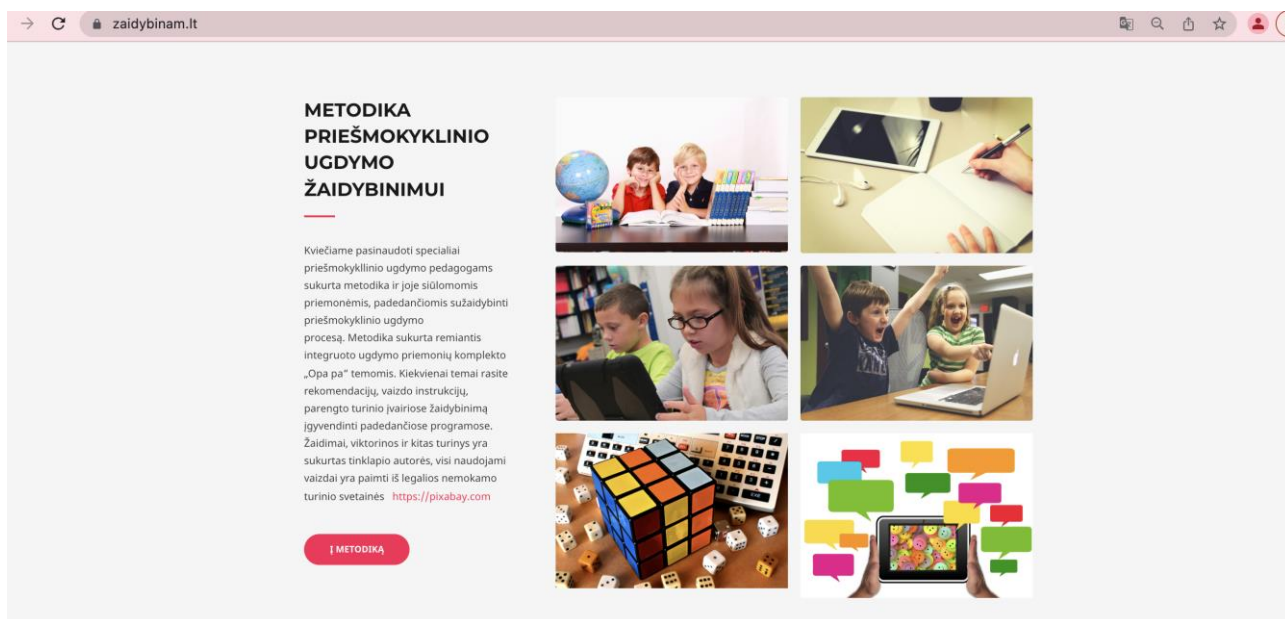 zaidybinam.lt
METODIKA
PRIEŠMOKYKLINIO
UGDYMO
ŽAIDYBINIMUI
Kviečiame pasinaudoti specialiai
priešmokykllinio ugdymo pedagogams
sukurta metodika ir joje siūlomomis
priemonėmis, padedančiomis sužaidybinti
priešmokyklinio ugdymo
procesą. Metodika sukurta remiantis
integruoto ugdymo priemonių komplekto
„Opa pa“ temomis. Kiekvienai temai rasite
rekomendacijų, vaizdo instrukcijų,
parengto turinio įvairiose žaidybinimą
įgyvendinti padedančiose programose.
Žaidimai, viktorinos ir kitas turinys yra
sukurtas tinklapio autorės, visi naudojami
vaizdai yra paimti iš legalios nemokamo
turinio svetainės https://pixabay.com
Į METODIKĄ